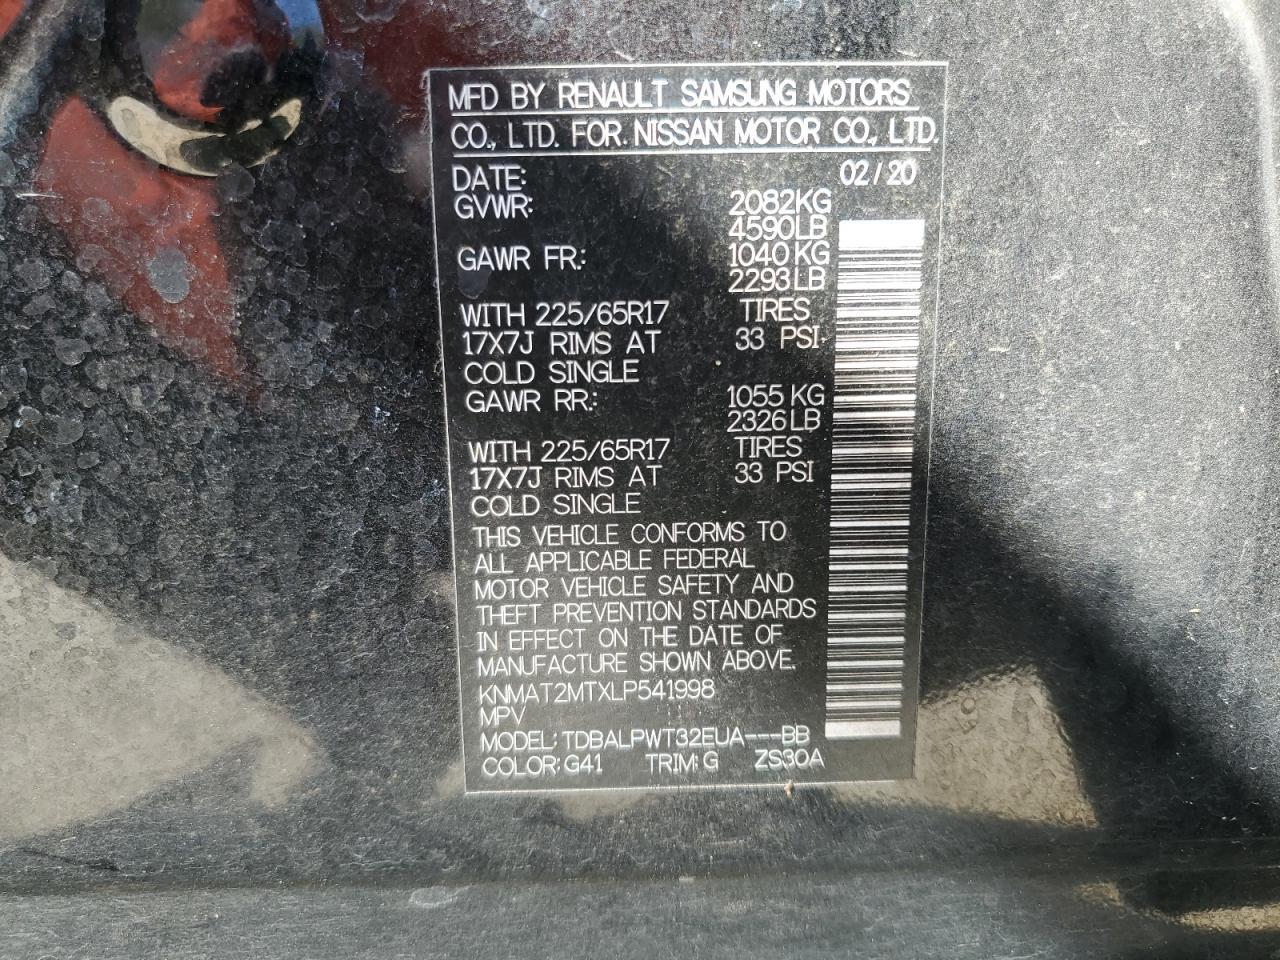 MFD BY RENAULT SAMSUNG MOTORS
CO., LTD. FOR. NISSAN MOTOR CO., LTD.
DATE: 02/20
GVWR: 2082KG
4590LB
GAWR FR: 1040KG
2293LB
WITH 225/65R17 TIRES
17X7J RIMS AT 33 PSI
COLD SINGLE
GAWR RR: 1055KG
2326LB
WITH 225/65R17 TIRES
17X7J RIMS AT 33 PSI
COLD SINGLE
THIS VEHICLE CONFORMS TO
ALL APPLICABLE FEDERAL
MOTOR VEHICLE SAFETY AND
THEFT PREVENTION STANDARDS
IN EFFECT ON THE DATE OF
MANUFACTURE SHOWN ABOVE.
KNMAT2MTXLP541998
MPV
MODEL: TDBALPWT32EUA---BB
COLOR: G41 TRIM: G ZS30A